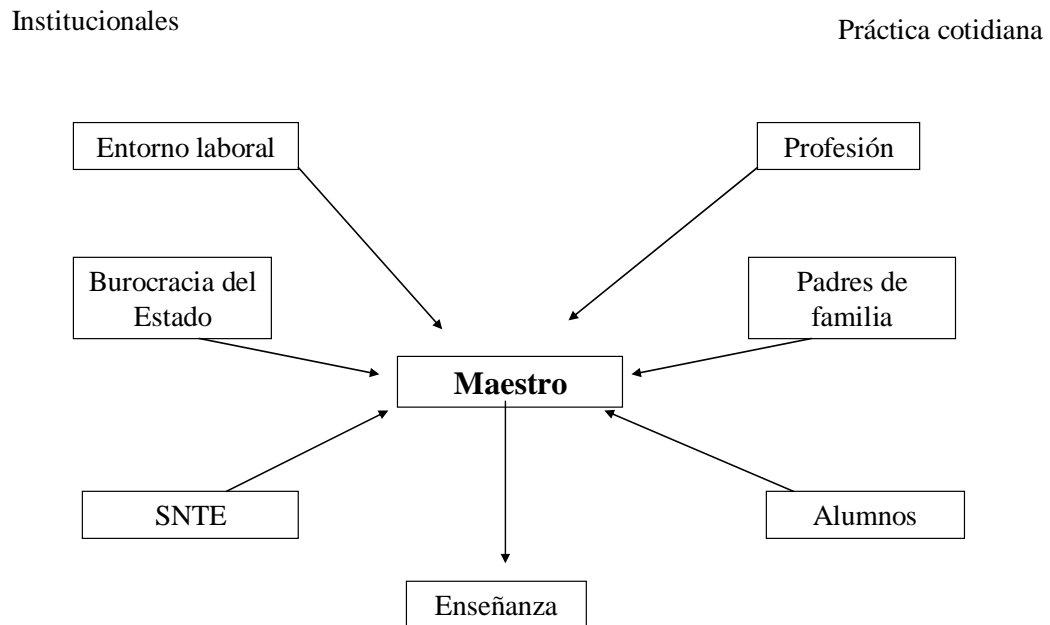 Institucionales
Práctica cotidiana
Entorno laboral
Profesión
Burocracia del
Estado
Padres de
familia
Maestro
SNTE
Alumnos
Enseñanza